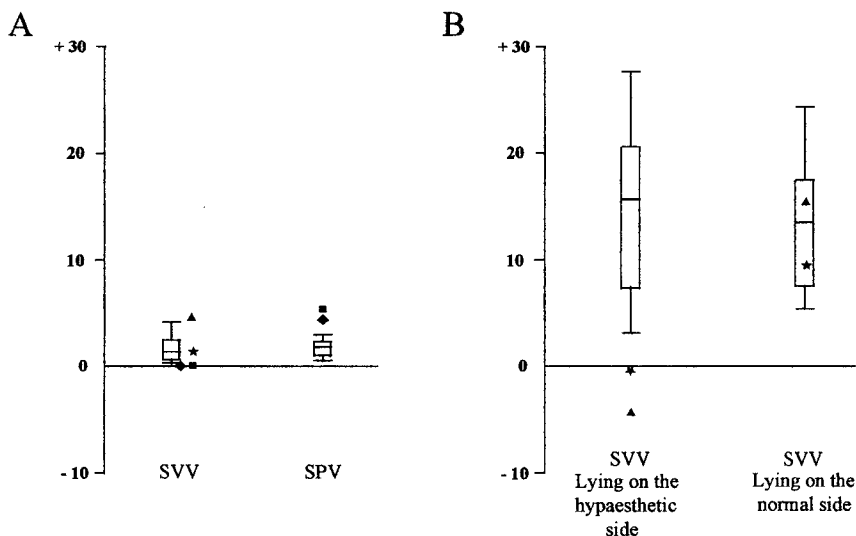 A
+ 30
20
10
0
- 10
SVV
SPV
B
+ 30
20
10
0
- 10
SVV
Lying on the
hypaesthetic
side
SVV
Lying on the
normal side